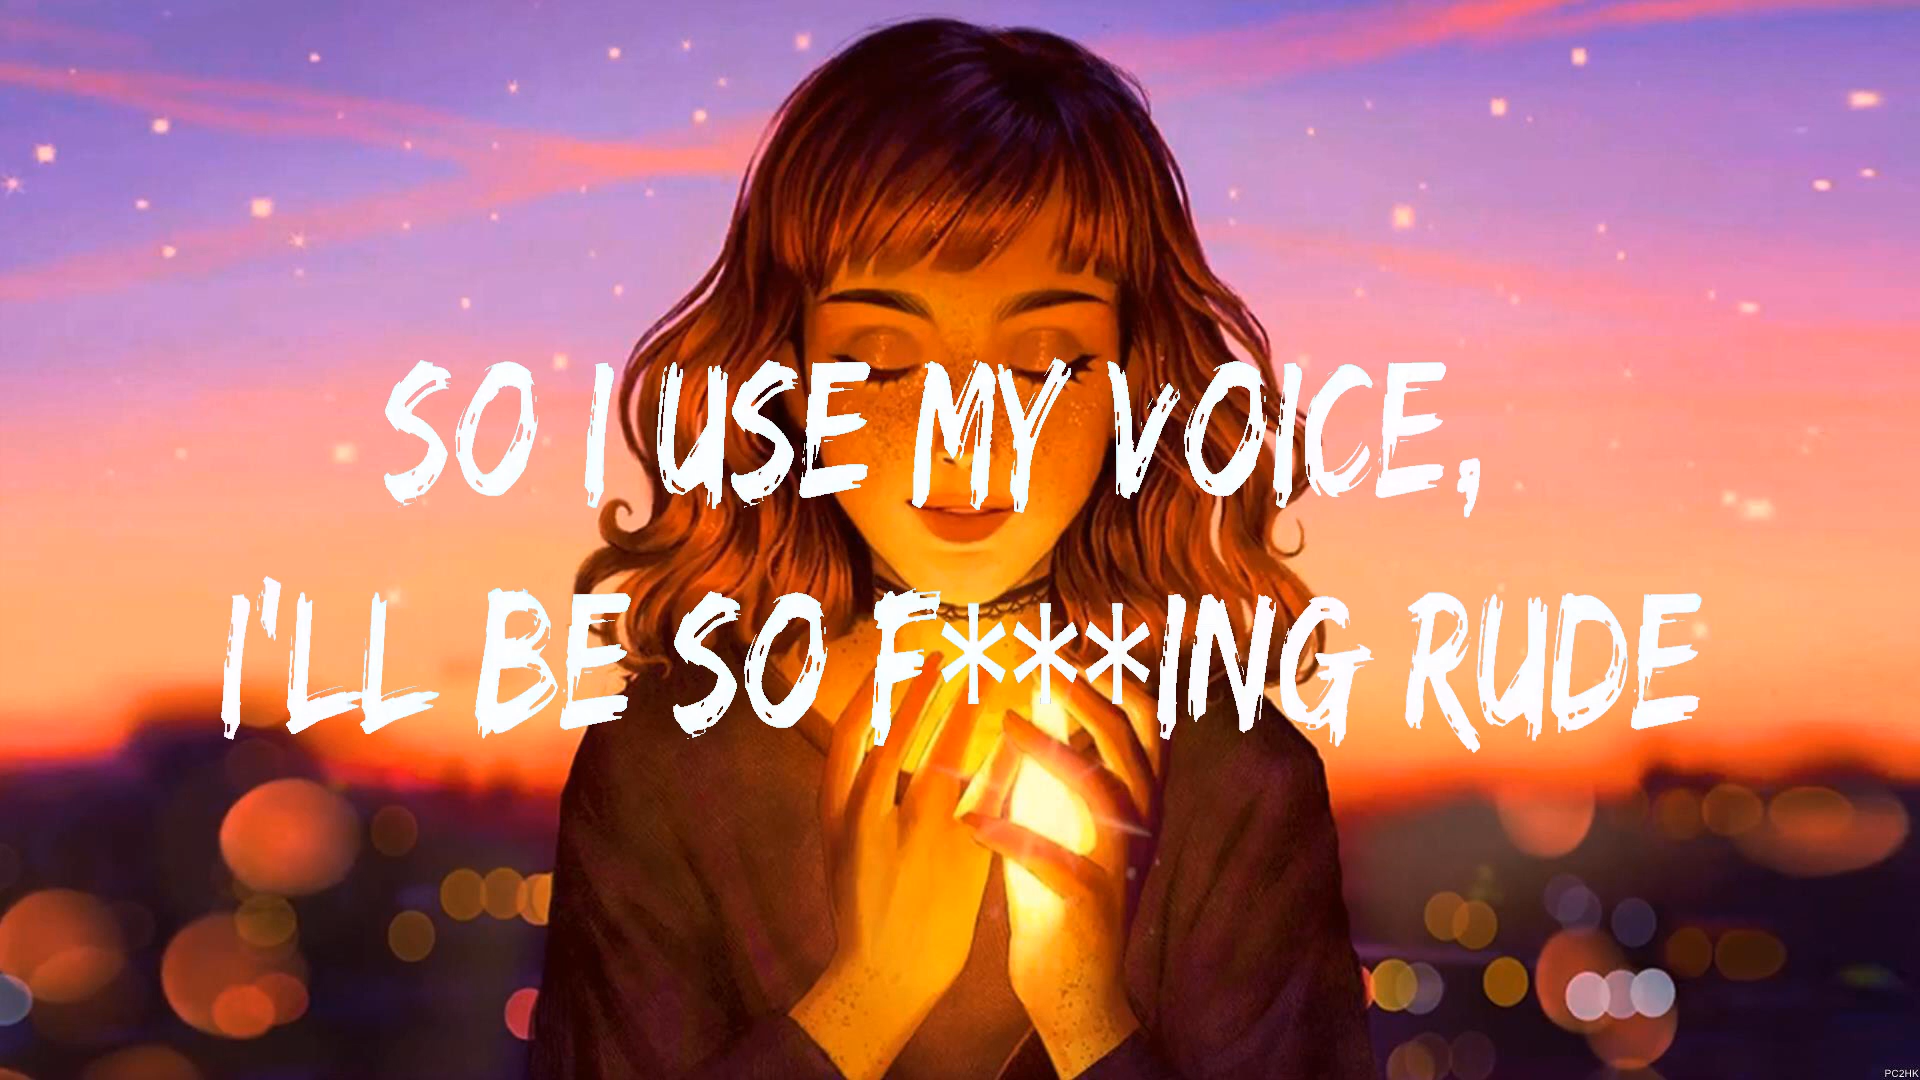 SO I USE MY VOICE,
I'LL BE SO F***ING RUDE
PC2HK